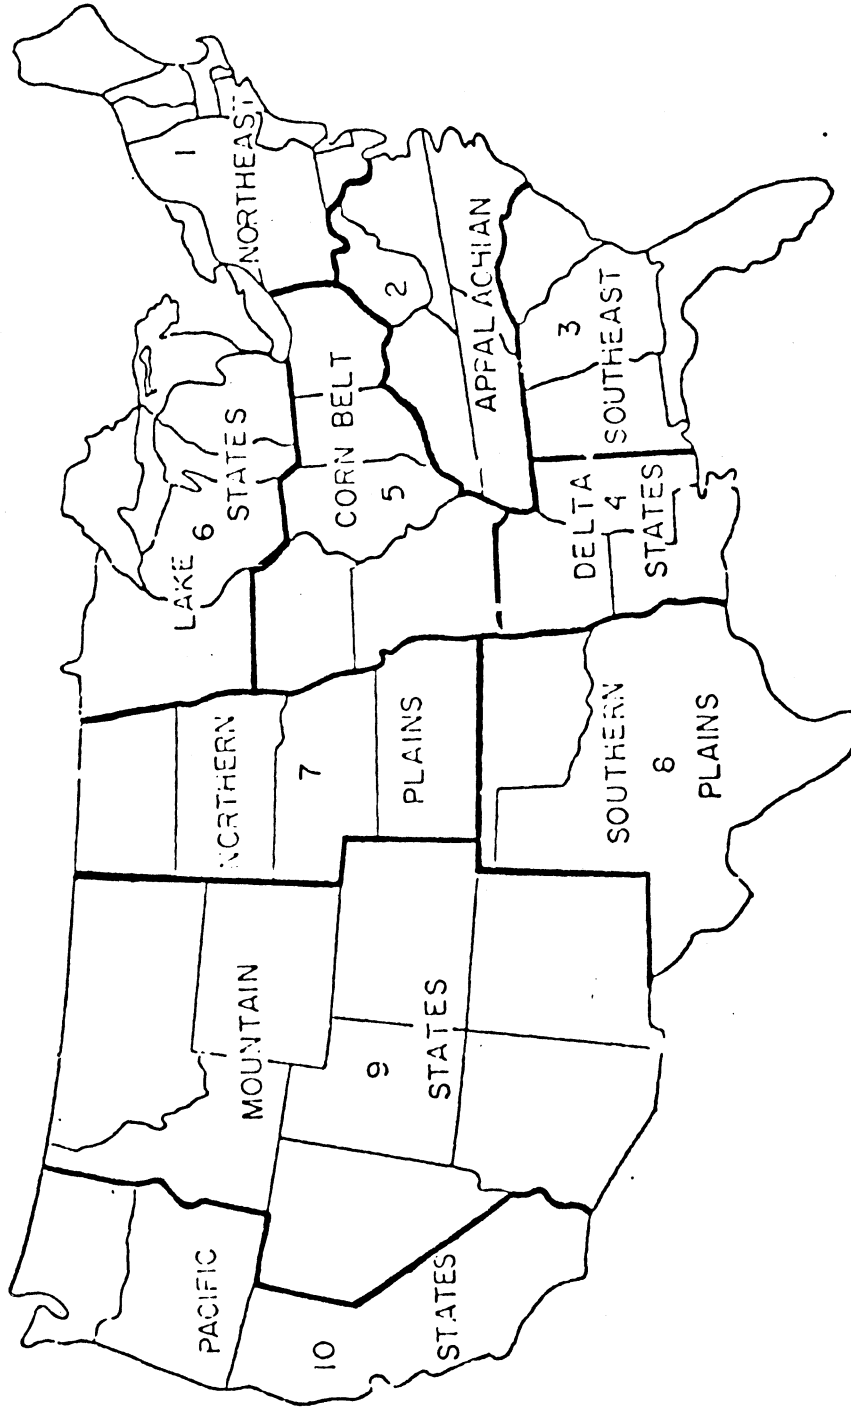 1
NORTHEAST
2
APPALACHIAN
3
SOUTHEAST
DELTA
4
STATES
CORN BELT
5
LAKE
6
STATES
NORTHERN
7
PLAINS
SOUTHERN
8
PLAINS
MOUNTAIN
9
STATES
PACIFIC
10
STATES